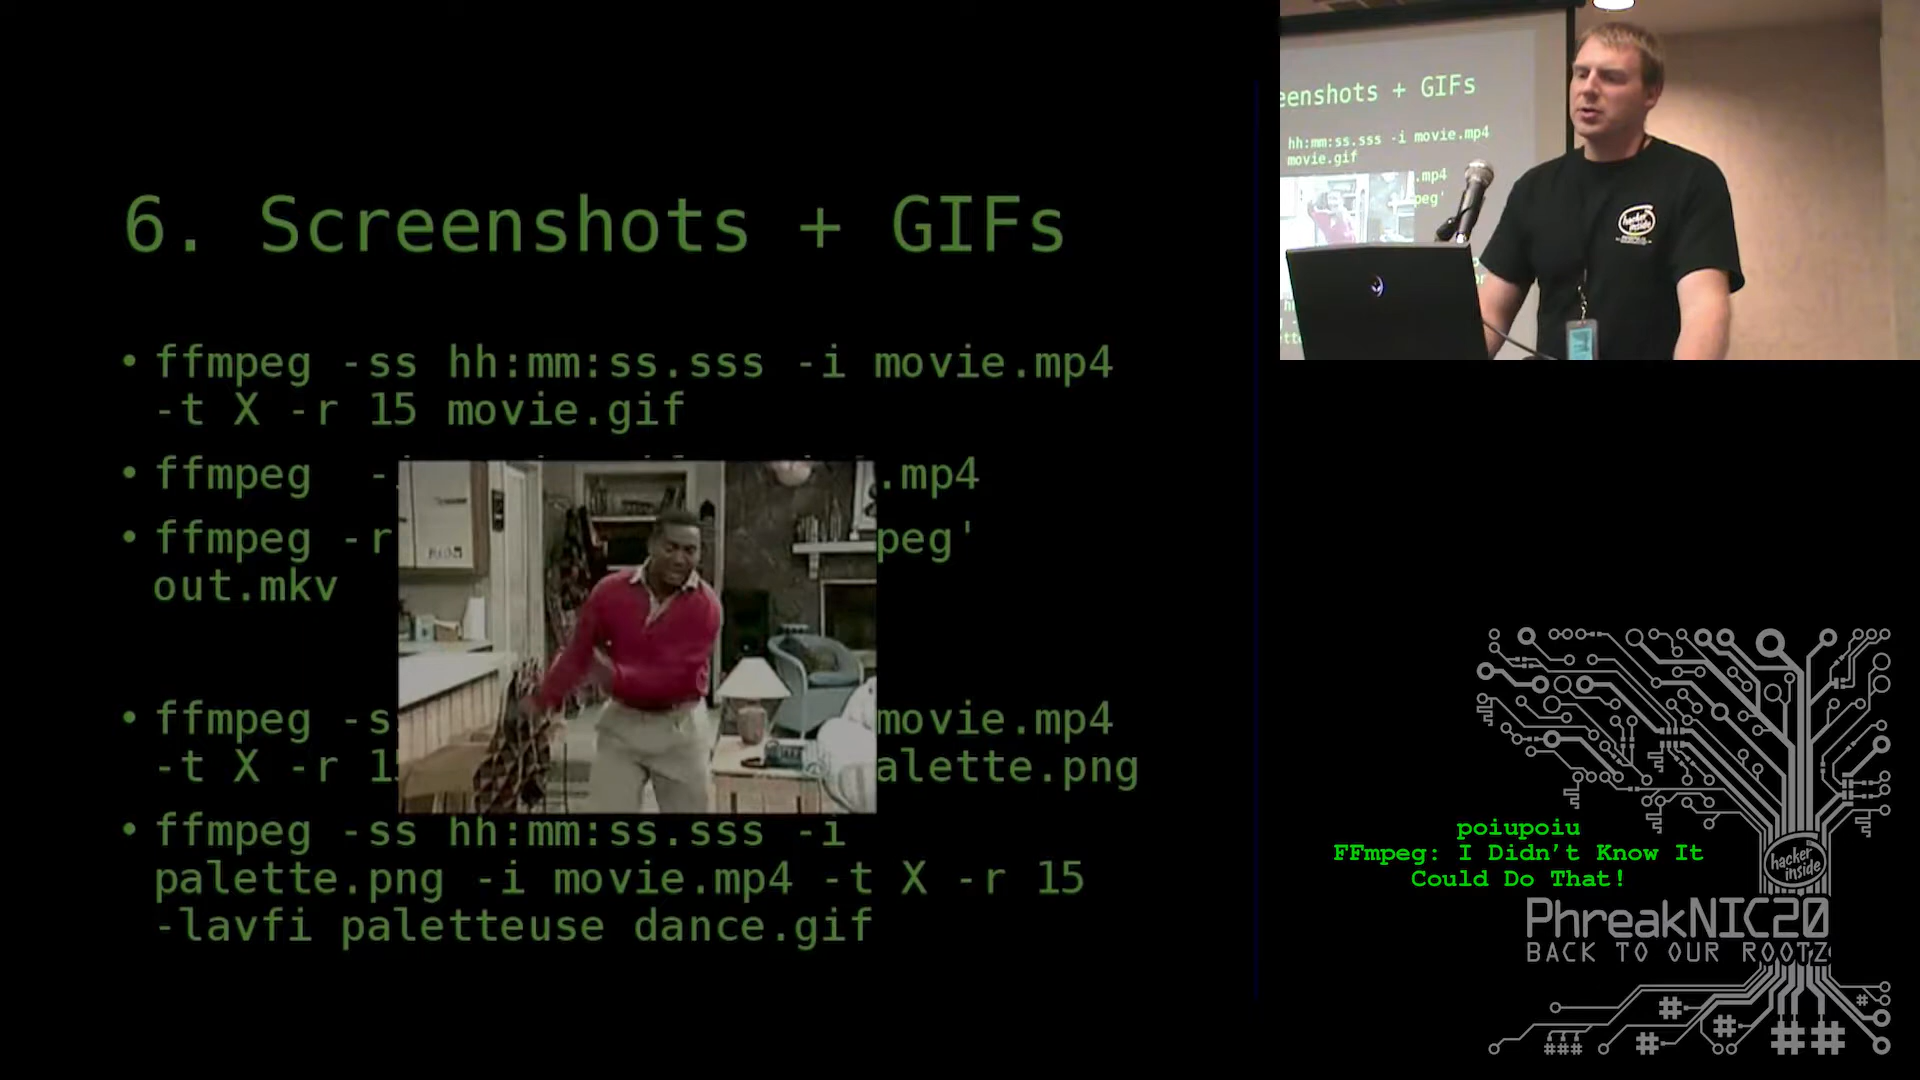 6. Screenshots + GIFs
• ffmpeg -ss hh:mm:ss.sss -i movie.mp4
-t X -r 15 movie.gif
• ffmpeg -i .mp4
• ffmpeg -r peg'
out.mkv
• ffmpeg -s movie.mp4
-t X -r 15 alette.png
• ffmpeg -ss hh:mm:ss.sss -i
palette.png -i movie.mp4 -t X -r 15
-lavfi paletteuse dance.gif
eenshots + GIFs
hh:mm:ss.sss -i movie.mp4
movie.gif
.mp4
peg'
hacker
inside
poiupoiu
FFmpeg: I Didn't Know It
Could Do That!
hacker
inside
PhreakNIC20
BACK TO OUR ROOTZ